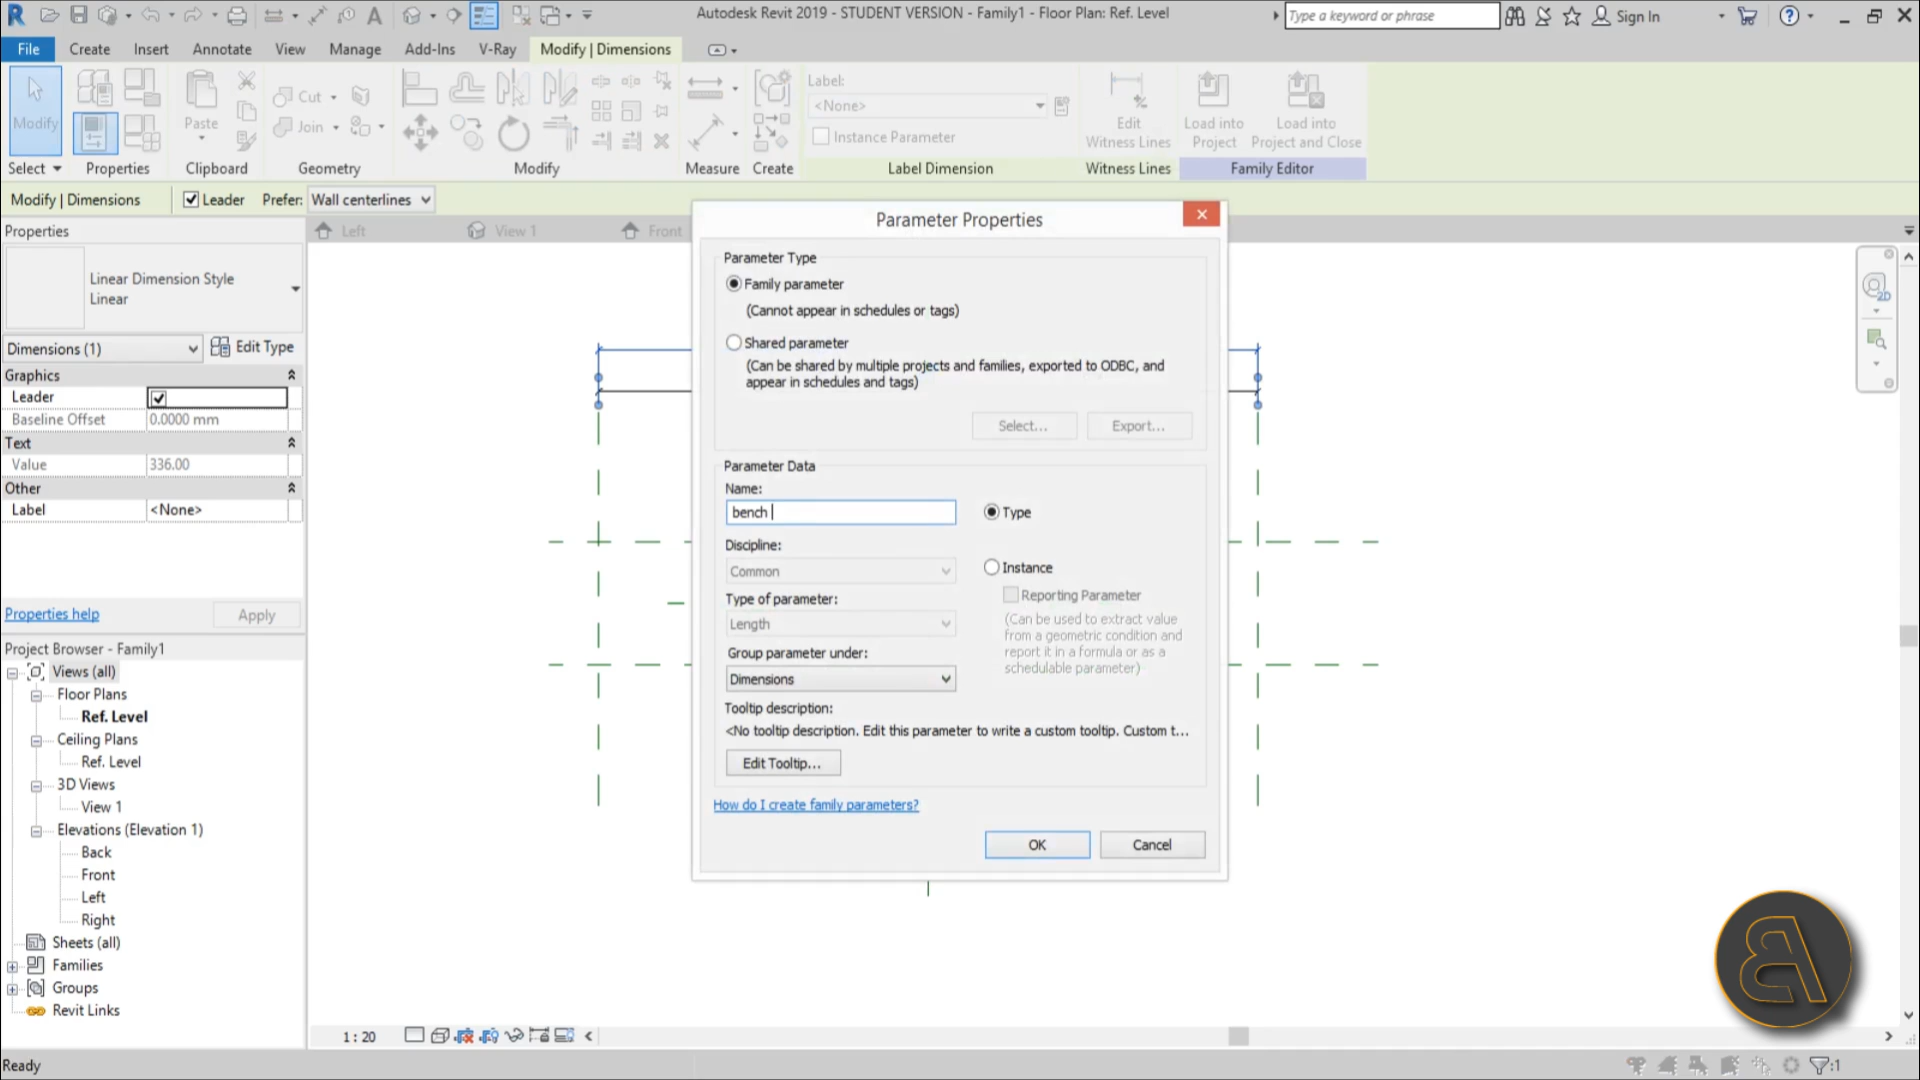 Autodesk Revit 2019 - STUDENT VERSION - Family1 - Floor Plan: Ref. Level
Type a keyword or phrase
Sign In
File Create Insert Annotate View Manage Add-Ins V-Ray Modify | Dimensions
Modify
Paste
Cut
Join
Label:
<None>
Instance Parameter
Edit
Witness Lines
Load into
Project
Load into
Project and Close
Select Properties Clipboard Geometry Modify Measure Create Label Dimension Witness Lines Family Editor
Modify | Dimensions
Leader Prefer: Wall centerlines
Properties
Left View 1 Front
Linear Dimension Style
Linear
Dimensions (1) Edit Type
Graphics
Leader
Baseline Offset 0.0000 mm
Text
Value 336.00
Other
Label <None>
Properties help Apply
Project Browser - Family1
Views (all)
Floor Plans
Ref. Level
Ceiling Plans
Ref. Level
3D Views
View 1
Elevations (Elevation 1)
Back
Front
Left
Right
Sheets (all)
Families
Groups
Revit Links
Parameter Properties
Parameter Type
Family parameter
(Cannot appear in schedules or tags)
Shared parameter
(Can be shared by multiple projects and families, exported to ODBC, and
appear in schedules and tags)
Select... Export...
Parameter Data
Name:
bench
Type
Discipline:
Common
Instance
Reporting Parameter
(Can be used to extract value
from a geometric condition and
report it in a formula or as a
schedulable parameter)
Type of parameter:
Length
Group parameter under:
Dimensions
Tooltip description:
<No tooltip description. Edit this parameter to write a custom tooltip. Custom t...
Edit Tooltip...
How do I create family parameters?
OK Cancel
1 : 20
Ready
:1